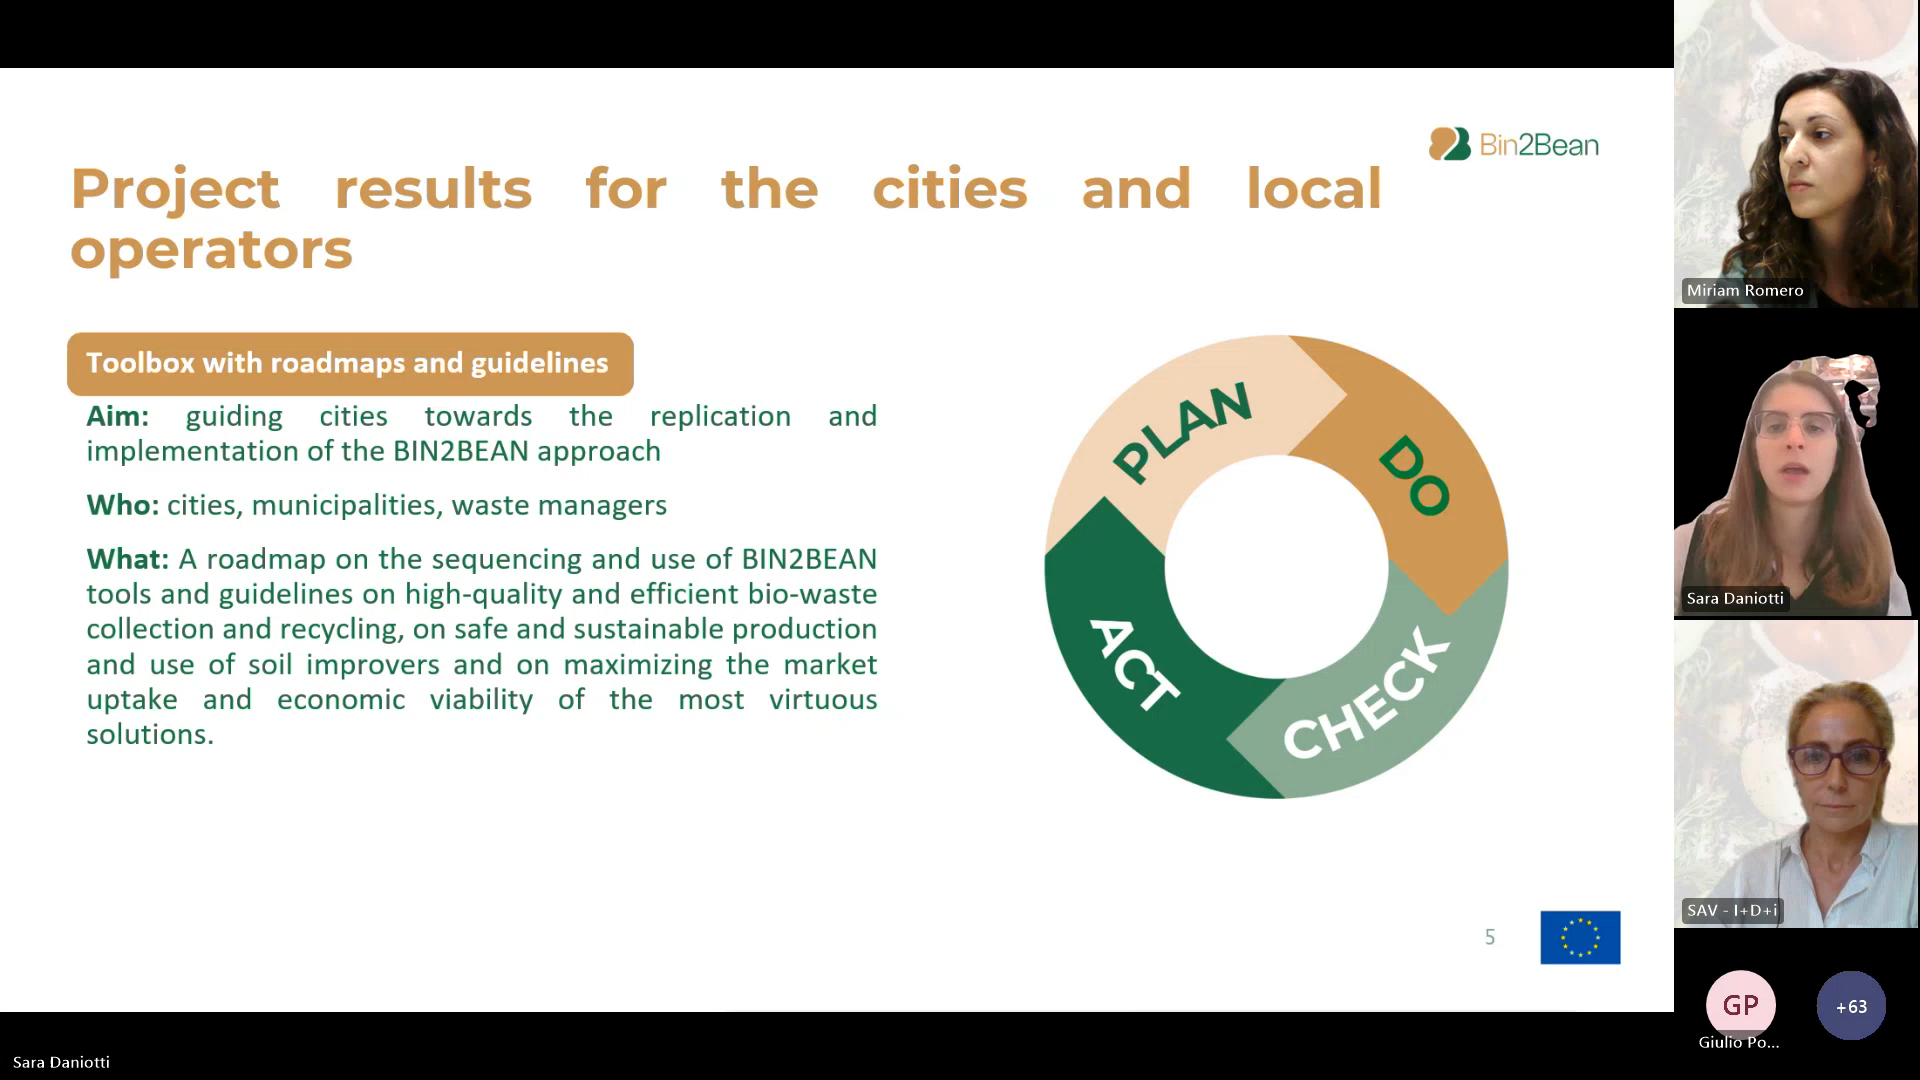 Bin2Bean
Project results for the cities and local
operators
Toolbox with roadmaps and guidelines
Aim: guiding cities towards the replication and
implementation of the BIN2BEAN approach
Who: cities, municipalities, waste managers
What: A roadmap on the sequencing and use of BIN2BEAN
tools and guidelines on high-quality and efficient bio-waste
collection and recycling, on safe and sustainable production
and use of soil improvers and on maximizing the market
uptake and economic viability of the most virtuous
solutions.
PLAN
DO
CHECK
ACT
5
Miriam Romero
Sara Daniotti
SAV - I+D+i
GP
Giulio Po...
+63
Sara Daniotti